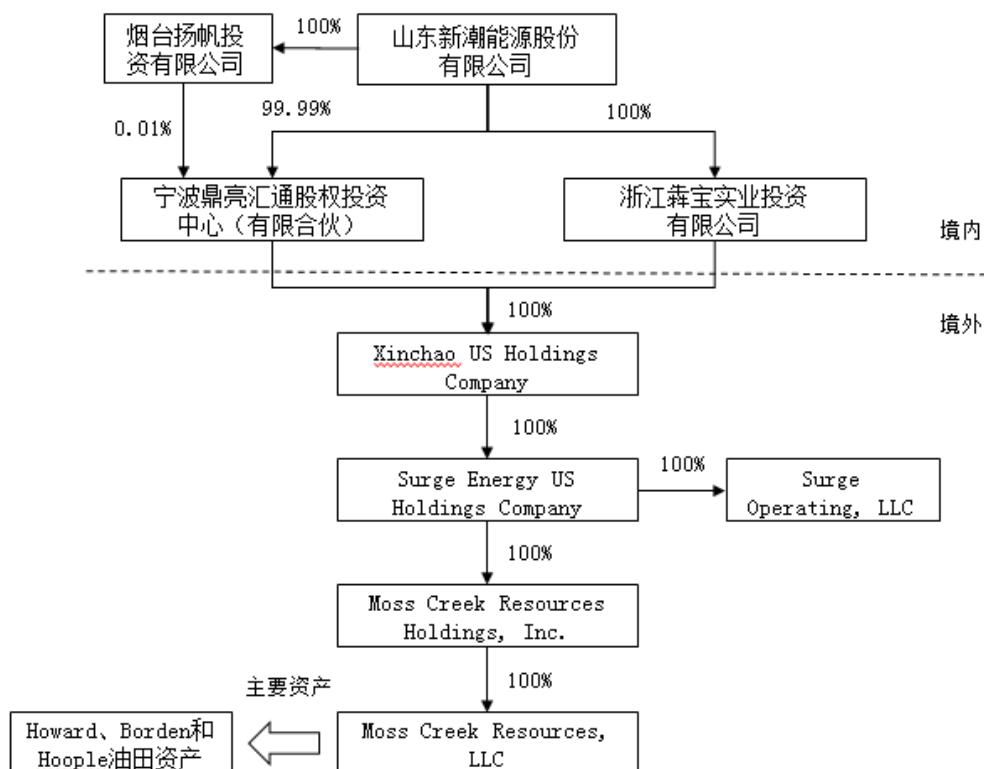 烟台扬帆投
资有限公司
100%
山东新潮能源股份
有限公司
0.01%
99.99%
100%
宁波鼎亮汇通股权投资
中心（有限合伙）
浙江犇宝实业投资
有限公司
境内
100%
境外
Xinchao US Holdings
Company
100%
Surge Energy US
Holdings Company
100%
Surge
Operating, LLC
100%
Moss Creek Resources
Holdings, Inc.
100%
主要资产
Howard、Borden和
Hoople油田资产
Moss Creek Resources,
LLC